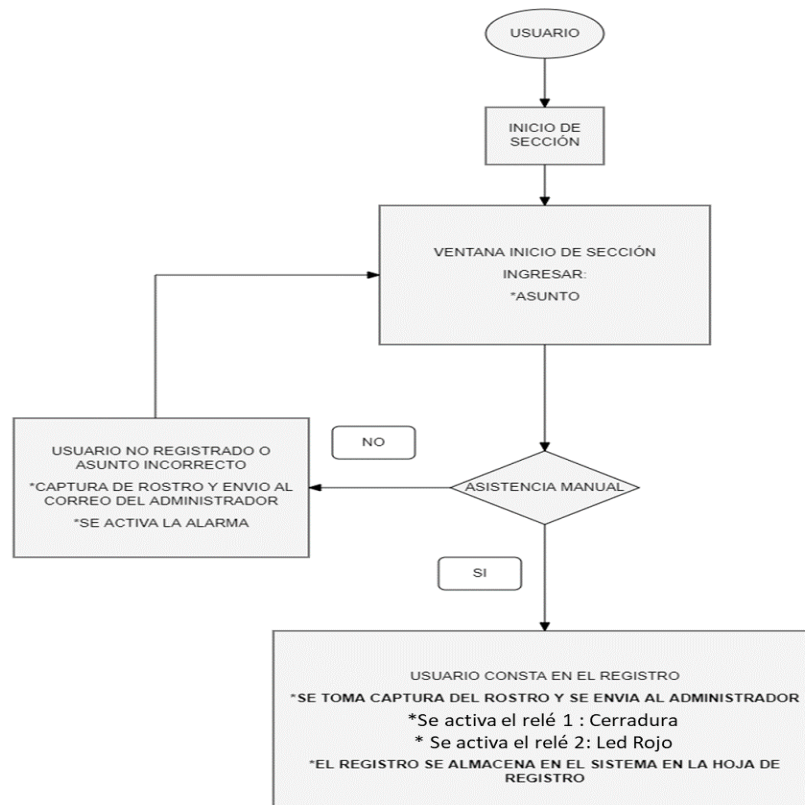 USUARIO
INICIO DE
SECCIÓN
VENTANA INICIO DE SECCIÓN
INGRESAR:
*ASUNTO
NO
USUARIO NO REGISTRADO O
ASUNTO INCORRECTO
*CAPTURA DE ROSTRO Y ENVIO AL
CORREO DEL ADMINISTRADOR
*SE ACTIVA LA ALARMA
ASISTENCIA MANUAL
SI
USUARIO CONSTA EN EL REGISTRO
*SE TOMA CAPTURA DEL ROSTRO Y SE ENVIA AL ADMINISTRADOR
*Se activa el relé 1 : Cerradura
* Se activa el relé 2: Led Rojo
*EL REGISTRO SE ALMACENA EN EL SISTEMA EN LA HOJA DE
REGISTRO